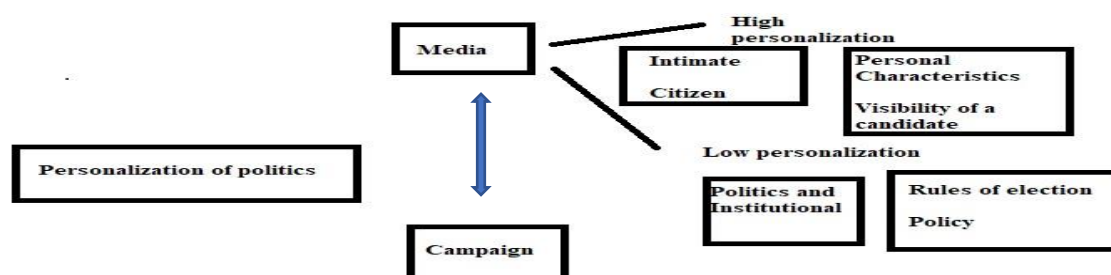 High
personalization
Media
Intimate
Citizen
Personal
Characteristics
Visibility of a
candidate
Low personalization
Personalization of politics
Politics and
Institutional
Rules of election
Policy
Campaign